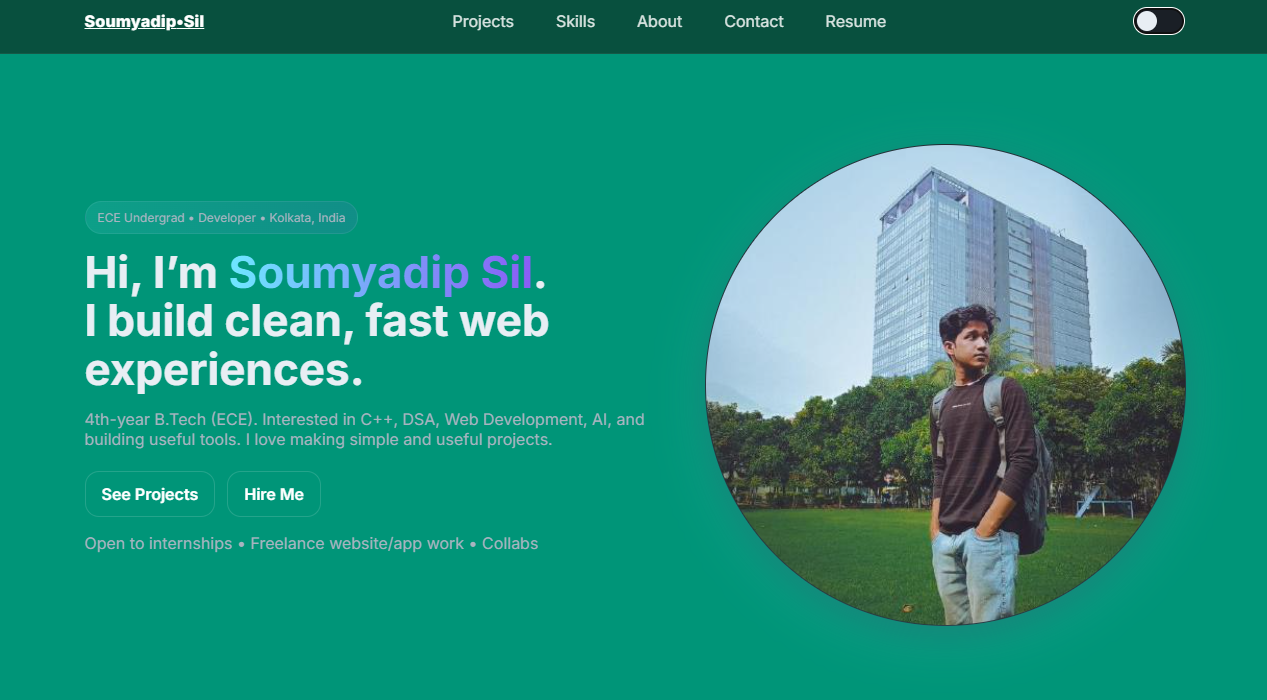 Soumyadip•Sil
Projects Skills About Contact Resume
ECE Undergrad • Developer • Kolkata, India
Hi, I’m Soumyadip Sil.
I build clean, fast web
experiences.
4th-year B.Tech (ECE). Interested in C++, DSA, Web Development, AI, and
building useful tools. I love making simple and useful projects.
See Projects Hire Me
Open to internships • Freelance website/app work • Collabs